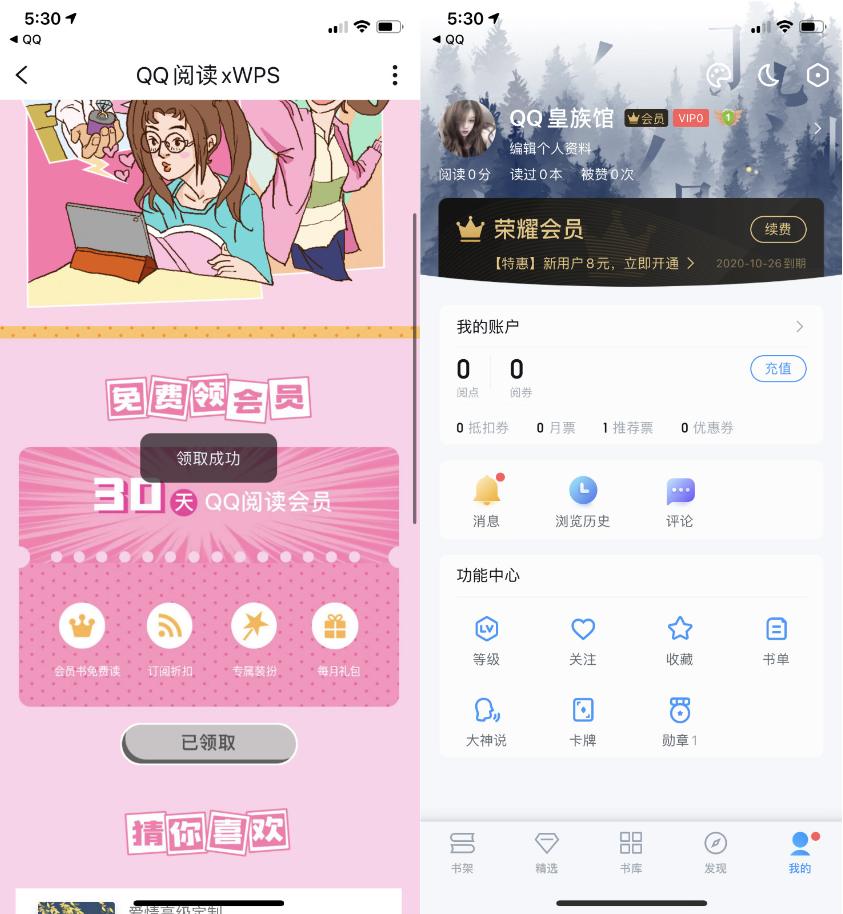 5:30
QQ
QQ阅读xWPS
免费领会员
领取成功
30天QQ阅读会员
会员书免费读 订阅折扣 专属装扮 每月礼包
已领取
猜你喜欢
爱情高级定制
5:30
QQ
QQ皇族馆 会员 VIP0 1
编辑个人资料
阅读0分 读过0本 被赞0次
荣耀会员 续费
【特惠】新用户8元，立即开通 2020-10-26到期
我的账户
0 0 充值
阅点 阅券
0 抵扣券 0 月票 1 推荐票 0 优惠券
消息 浏览历史 评论
功能中心
LV
等级 关注 收藏 书单
大神说 卡牌 勋章1
书架 精选 书库 发现 我的